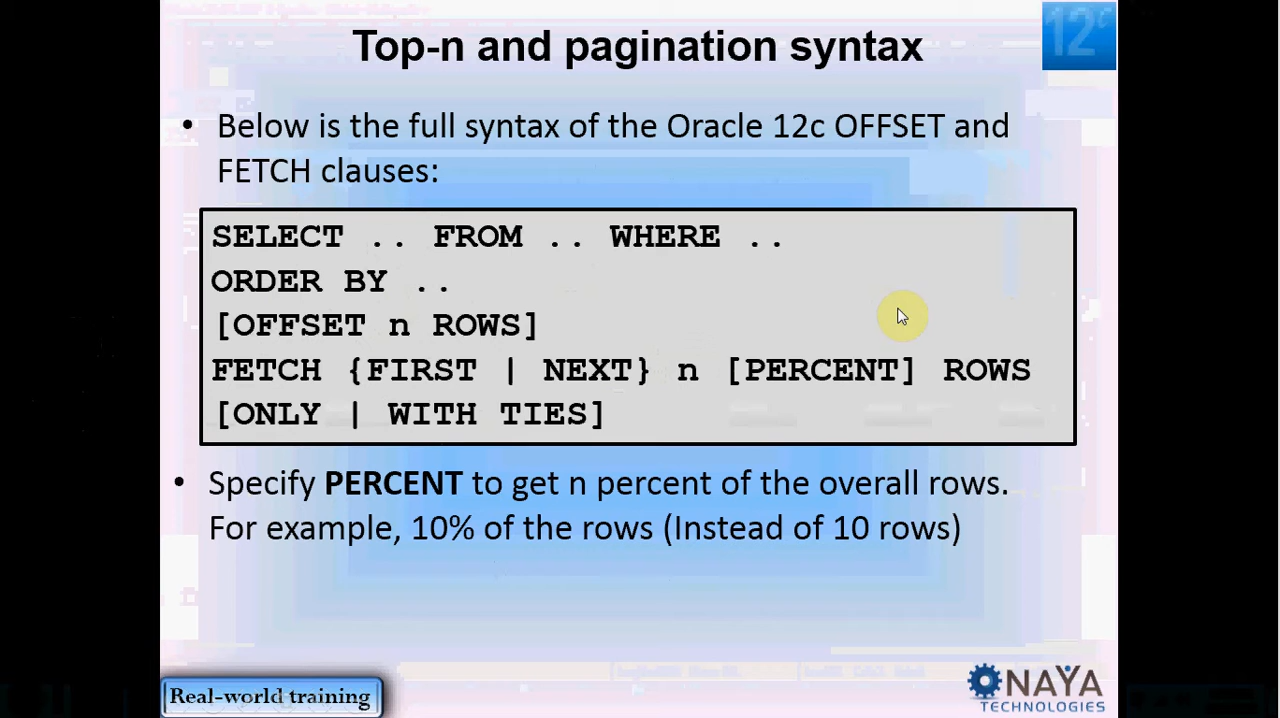 Top-n and pagination syntax
12c
• Below is the full syntax of the Oracle 12c OFFSET and
FETCH clauses:
SELECT .. FROM .. WHERE ..
ORDER BY ..
[OFFSET n ROWS]
FETCH {FIRST | NEXT} n [PERCENT] ROWS
[ONLY | WITH TIES]
• Specify PERCENT to get n percent of the overall rows.
For example, 10% of the rows (Instead of 10 rows)
Real-world training
NAYA
TECHNOLOGIES